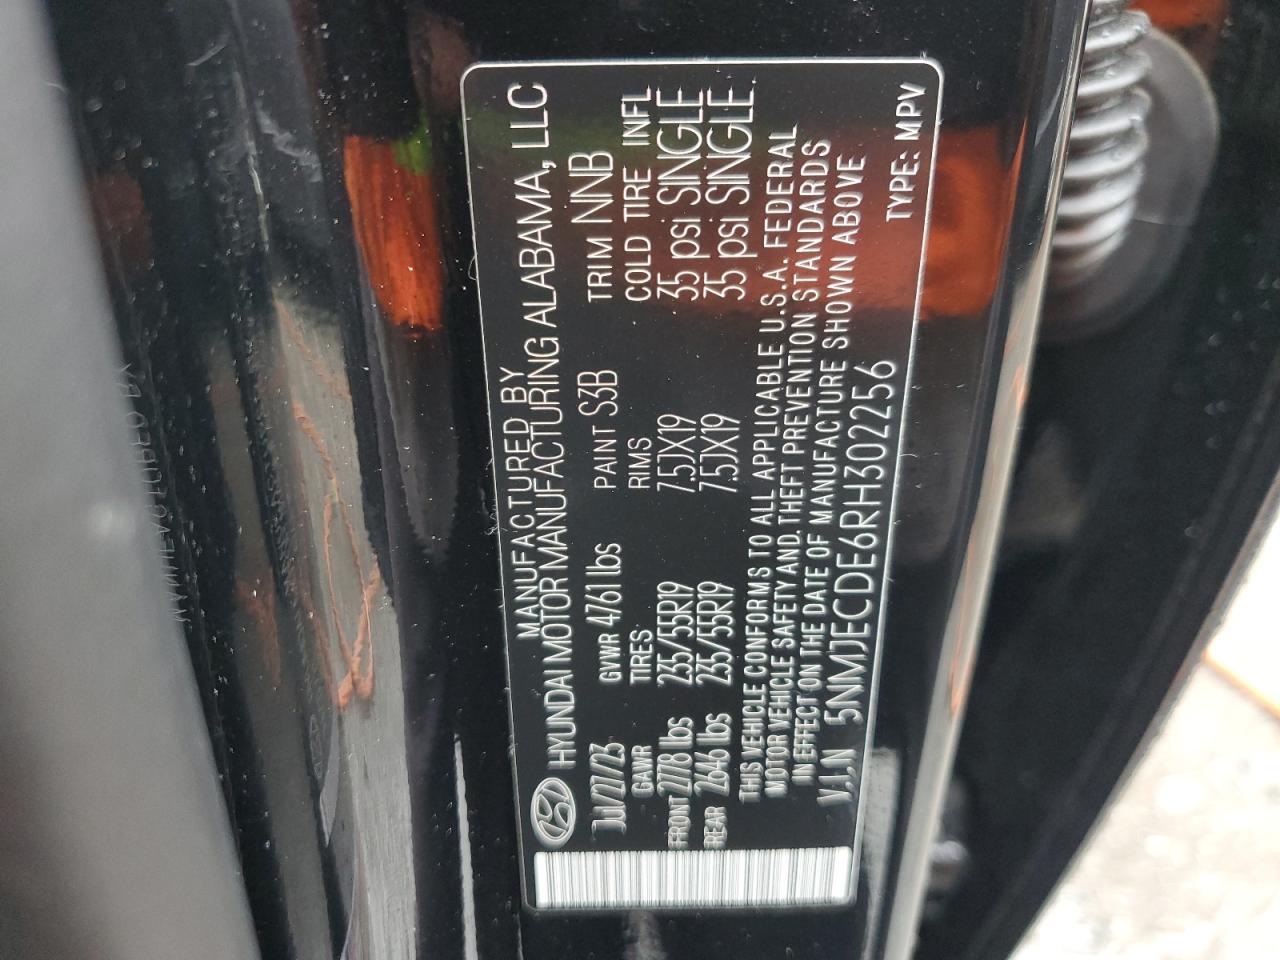 MANUFACTURED BY
HYUNDAI MOTOR MANUFACTURING ALABAMA, LLC
Jul/27/23 GVWR 4761 lbs PAINT S3B TRIM NNB
GAWR TIRES RIMS COLD TIRE INFL
FRONT 2778 lbs 235/55R19 7.5JX19 35 psi SINGLE
REAR 2646 lbs 235/55R19 7.5JX19 35 psi SINGLE
THIS VEHICLE CONFORMS TO ALL APPLICABLE U.S.A. FEDERAL
MOTOR VEHICLE SAFETY AND THEFT PREVENTION STANDARDS
IN EFFECT ON THE DATE OF MANUFACTURE SHOWN ABOVE
V.I.N 5NMJECDE6RH302256 TYPE: MPV